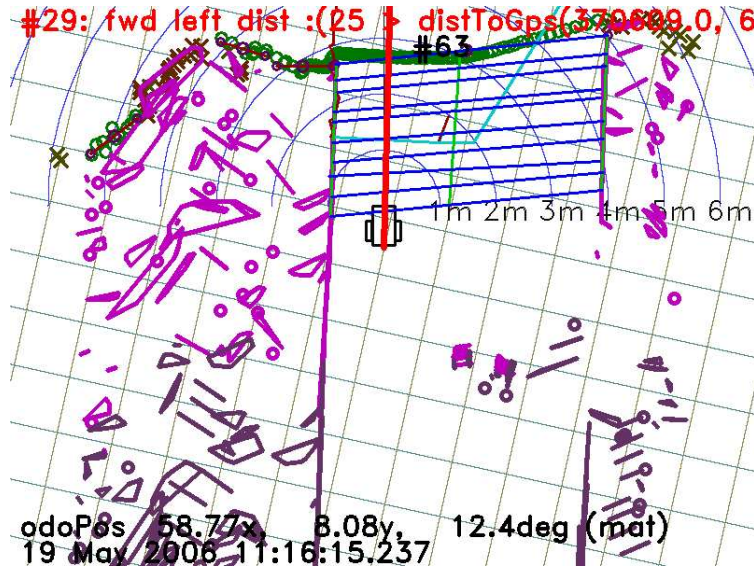 #29: fwd left dist :(25 > distToGps(370609.0, 6
#63
1m 2m 3m 4m 5m 6m
odoPos 58.77x, 8.08y, 12.4deg (mat)
19 May 2006 11:16:15.237